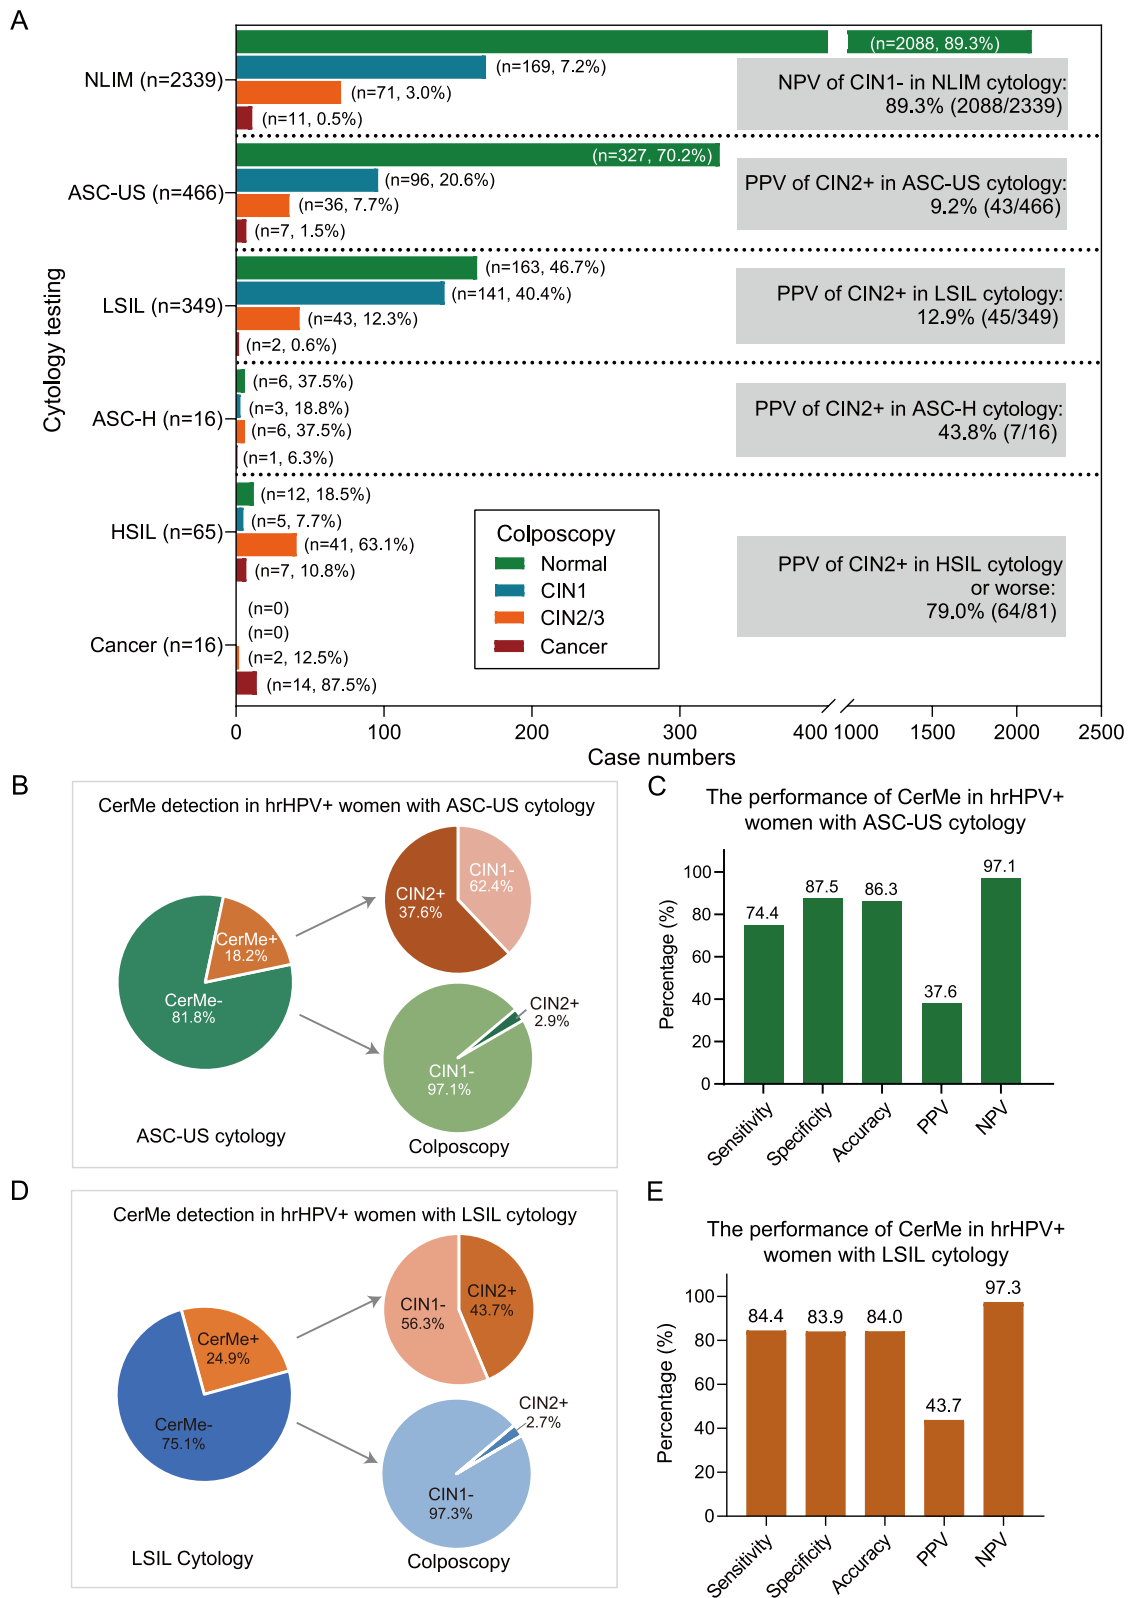 A
(n=2088, 89.3%)
(n=169, 7.2%)
NLIM (n=2339)
(n=71, 3.0%)
(n=11, 0.5%)
NPV of CIN1- in NLIM cytology:
89.3% (2088/2339)
(n=327, 70.2%)
(n=96, 20.6%)
ASC-US (n=466)
(n=36, 7.7%)
(n=7, 1.5%)
PPV of CIN2+ in ASC-US cytology:
9.2% (43/466)
(n=163, 46.7%)
(n=141, 40.4%)
LSIL (n=349)
(n=43, 12.3%)
(n=2, 0.6%)
PPV of CIN2+ in LSIL cytology:
12.9% (45/349)
(n=6, 37.5%)
(n=3, 18.8%)
ASC-H (n=16)
(n=6, 37.5%)
(n=1, 6.3%)
PPV of CIN2+ in ASC-H cytology:
43.8% (7/16)
(n=12, 18.5%)
(n=5, 7.7%)
HSIL (n=65)
(n=41, 63.1%)
(n=7, 10.8%)
PPV of CIN2+ in HSIL cytology
or worse:
79.0% (64/81)
(n=0)
(n=0)
Cancer (n=16)
(n=2, 12.5%)
(n=14, 87.5%)
Cytology testing
Colposcopy
Normal
CIN1
CIN2/3
Cancer
0 100 200 300 400 1000 1500 2000 2500
Case numbers
B
CerMe detection in hrHPV+ women with ASC-US cytology
CerMe+
18.2%
CerMe-
81.8%
ASC-US cytology
CIN2+
37.6%
CIN1-
62.4%
CIN2+
2.9%
CIN1-
97.1%
Colposcopy
C
The performance of CerMe in hrHPV+
women with ASC-US cytology
Percentage (%)
100
80
60
40
20
0
74.4
87.5
86.3
37.6
97.1
Sensitivity
Specificity
Accuracy
PPV
NPV
D
CerMe detection in hrHPV+ women with LSIL cytology
CerMe+
24.9%
CerMe-
75.1%
LSIL Cytology
CIN1-
56.3%
CIN2+
43.7%
CIN2+
2.7%
CIN1-
97.3%
Colposcopy
E
The performance of CerMe in hrHPV+
women with LSIL cytology
Percentage (%)
100
80
60
40
20
0
84.4
83.9
84.0
43.7
97.3
Sensitivity
Specificity
Accuracy
PPV
NPV